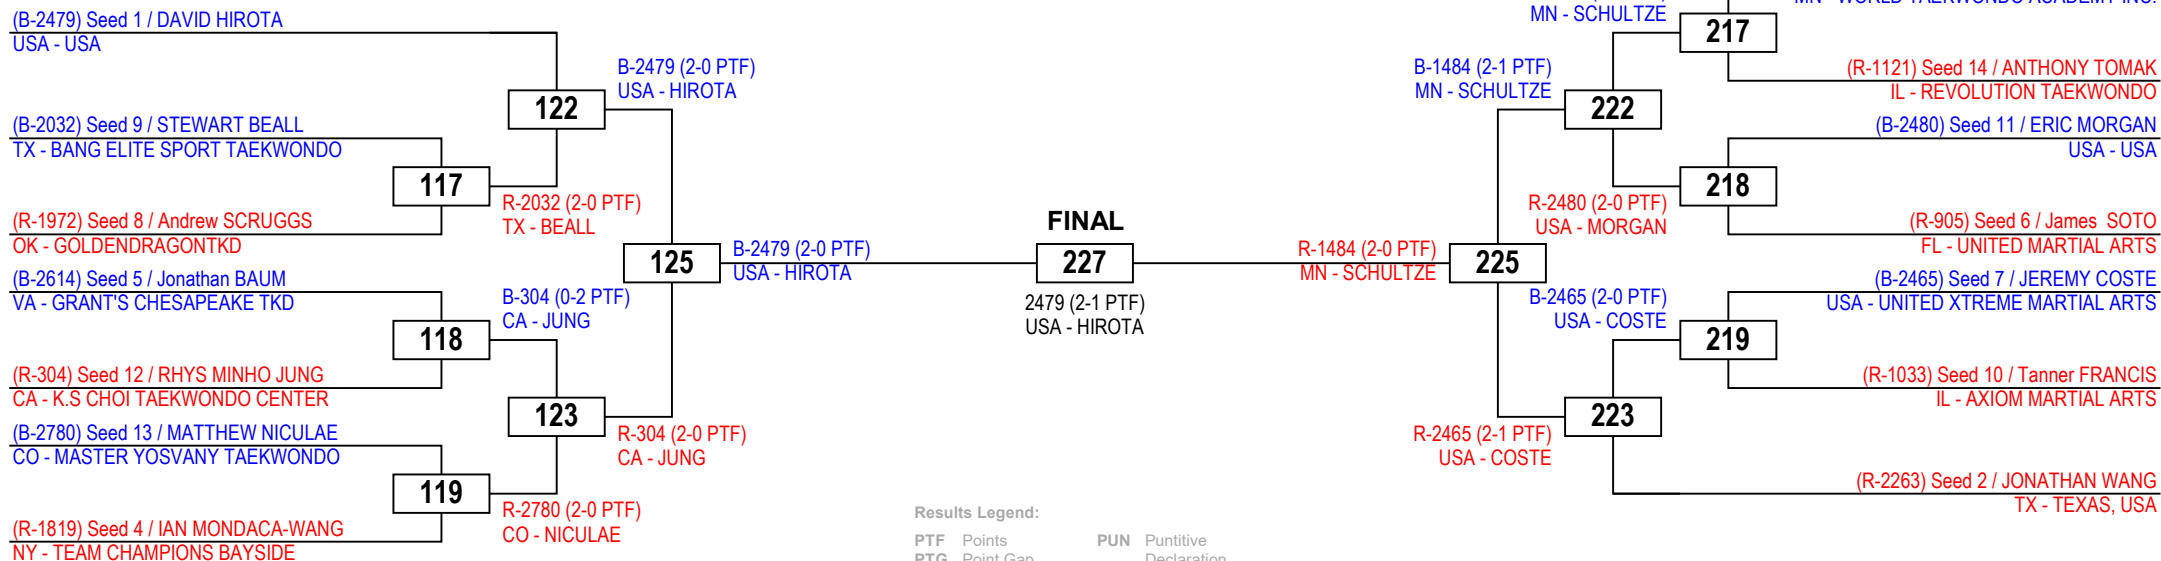 (B-2479) Seed 1 / DAVID HIROTA
USA - USA
B-2479 (2-0 PTF)
USA - HIROTA
122
(B-2032) Seed 9 / STEWART BEALL
TX - BANG ELITE SPORT TAEKWONDO
117
R-2032 (2-0 PTF)
TX - BEALL
(R-1972) Seed 8 / Andrew SCRUGGS
OK - GOLDENDRAGONTKD
125
B-2479 (2-0 PTF)
USA - HIROTA
(B-2614) Seed 5 / Jonathan BAUM
VA - GRANT'S CHESAPEAKE TKD
B-304 (0-2 PTF)
CA - JUNG
118
(R-304) Seed 12 / RHYS MINHO JUNG
CA - K.S CHOI TAEKWONDO CENTER
123
R-304 (2-0 PTF)
CA - JUNG
(B-2780) Seed 13 / MATTHEW NICULAE
CO - MASTER YOSVANY TAEKWONDO
119
R-2780 (2-0 PTF)
CO - NICULAE
(R-1819) Seed 4 / IAN MONDACA-WANG
NY - TEAM CHAMPIONS BAYSIDE
FINAL
227
2479 (2-1 PTF)
USA - HIROTA
MN - SCHULTZE
MN - WORLD TAEKWONDO ACADEMY INC.
217
B-1484 (2-1 PTF)
MN - SCHULTZE
(R-1121) Seed 14 / ANTHONY TOMAK
IL - REVOLUTION TAEKWONDO
222
(B-2480) Seed 11 / ERIC MORGAN
USA - USA
218
R-2480 (2-0 PTF)
USA - MORGAN
(R-905) Seed 6 / James  SOTO
FL - UNITED MARTIAL ARTS
R-1484 (2-0 PTF)
MN - SCHULTZE
225
(B-2465) Seed 7 / JEREMY COSTE
USA - UNITED XTREME MARTIAL ARTS
B-2465 (2-0 PTF)
USA - COSTE
219
(R-1033) Seed 10 / Tanner FRANCIS
IL - AXIOM MARTIAL ARTS
223
R-2465 (2-1 PTF)
USA - COSTE
(R-2263) Seed 2 / JONATHAN WANG
TX - TEXAS, USA
Results Legend:
PTF Points
PUN Puntitive
PTG Point Gap
Declaration